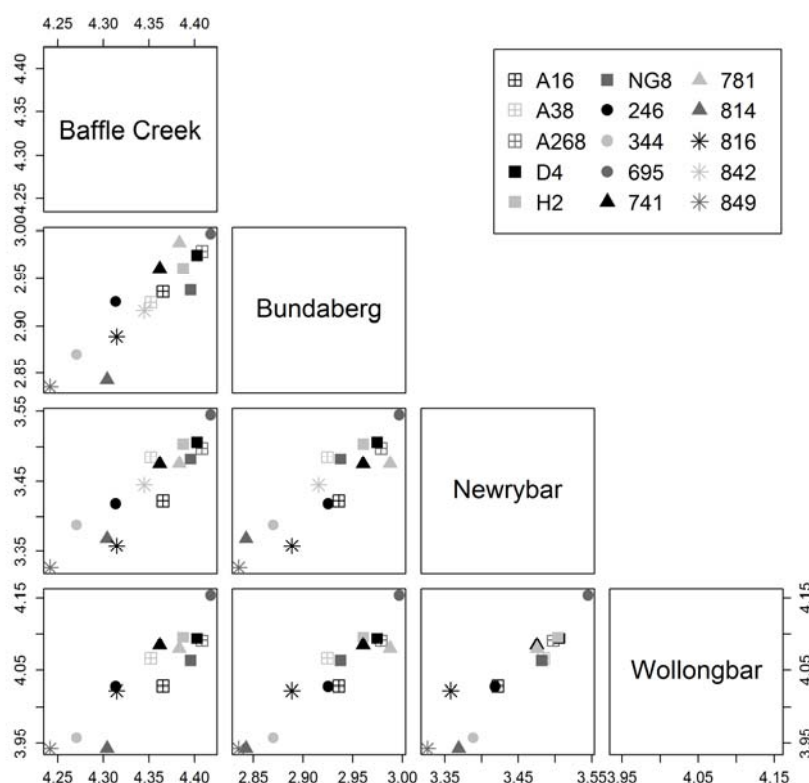 4.25 4.30 4.35 4.40
4.25 4.30 4.35 4.40
Baffle Creek
A16 NG8 781
A38 246 814
A268 344 816
D4 695 842
H2 741 849
2.85 2.90 2.95 3.00
Bundaberg
3.35 3.45 3.55
Newrybar
3.95 4.05 4.15
Wollongbar
3.95 4.05 4.15
4.25 4.30 4.35 4.40
2.85 2.90 2.95 3.00
3.35 3.45 3.55
3.95 4.05 4.15